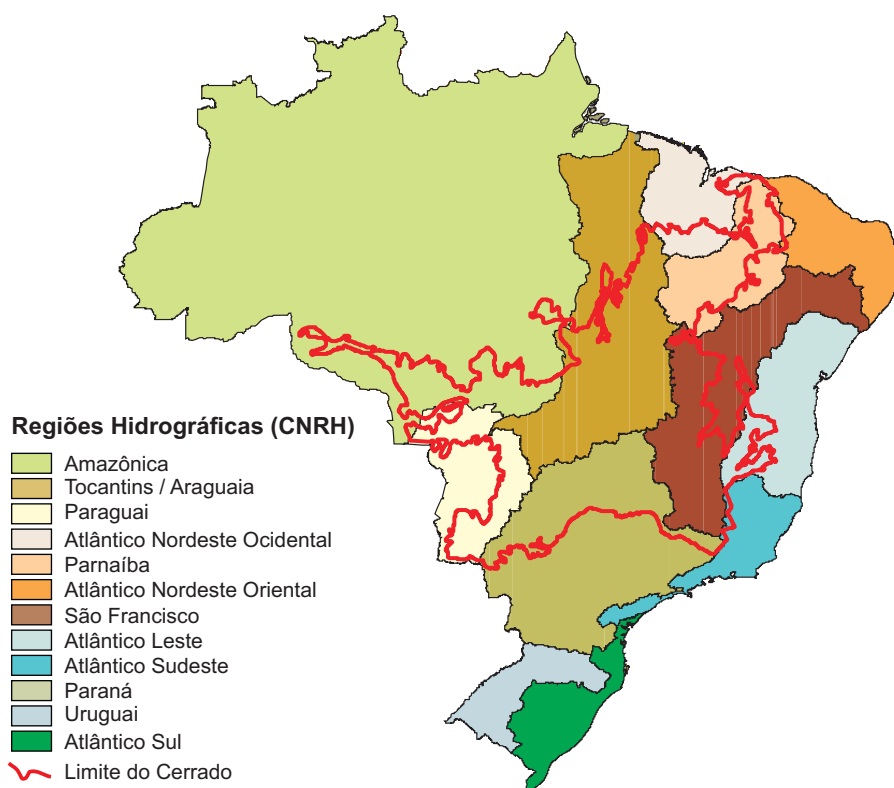 Regiões Hidrográficas (CNRH)
Amazônica
Tocantins / Araguaia
Paraguai
Atlântico Nordeste Ocidental
Parnaíba
Atlântico Nordeste Oriental
São Francisco
Atlântico Leste
Atlântico Sudeste
Paraná
Uruguai
Atlântico Sul
Limite do Cerrado